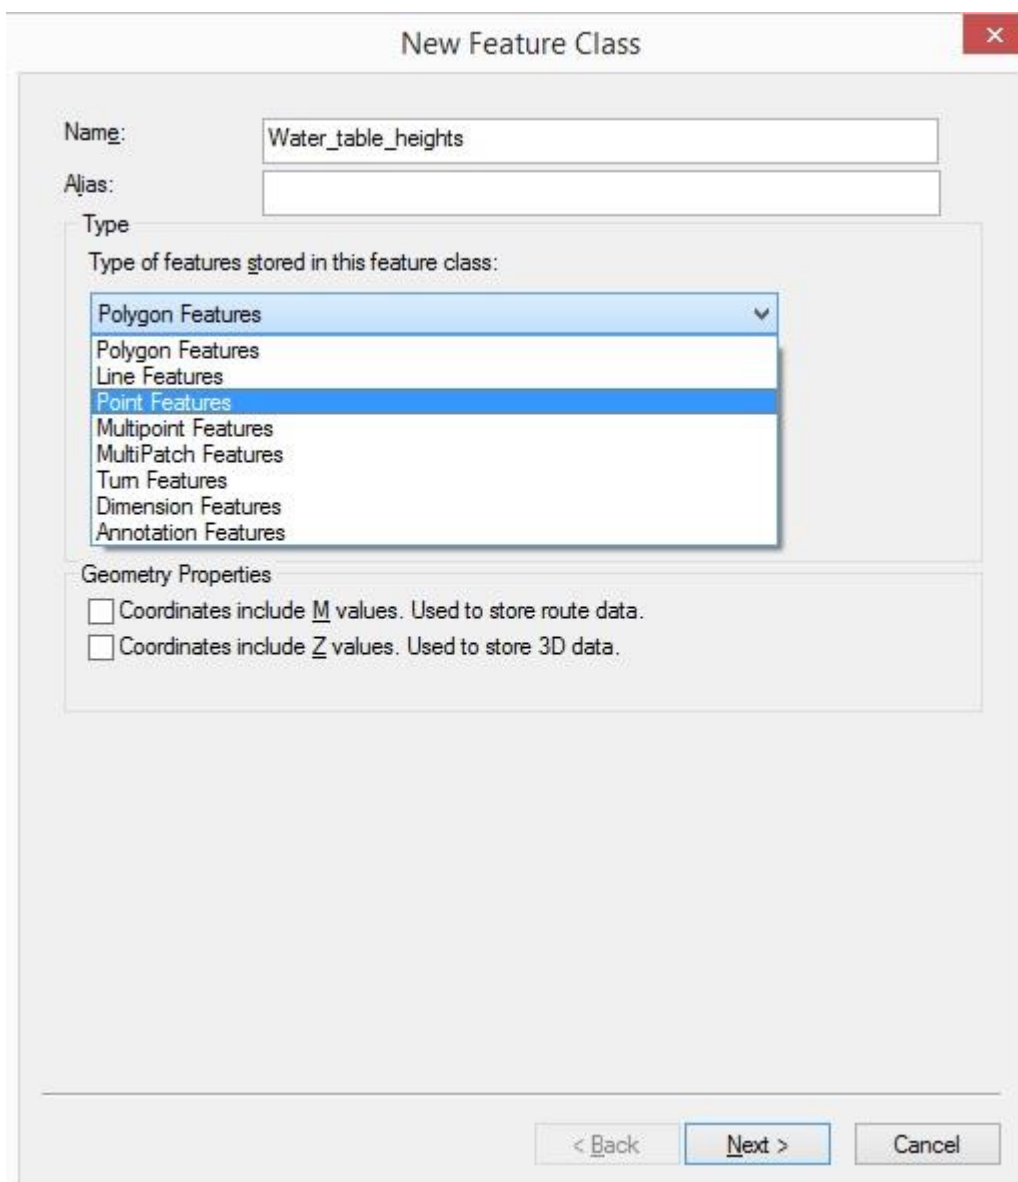 New Feature Class
Name:
Water_table_heights
Alias:
Type
Type of features stored in this feature class:
Polygon Features
Polygon Features
Line Features
Point Features
Multipoint Features
MultiPatch Features
Turn Features
Dimension Features
Annotation Features
Geometry Properties
Coordinates include M values. Used to store route data.
Coordinates include Z values. Used to store 3D data.
< Back
Next >
Cancel